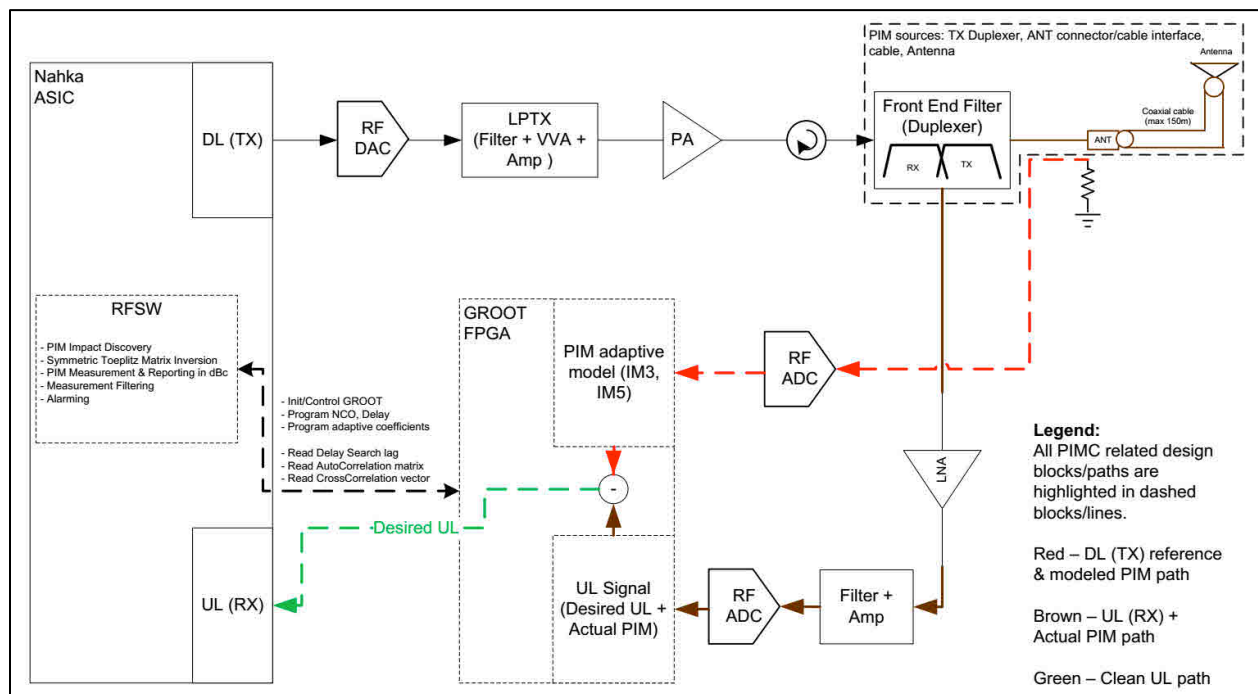 PIM sources: TX Duplexer, ANT connector/cable interface,
cable, Antenna
Antenna
Nahka
ASIC
DL (TX)
RF
DAC
LPTX
(Filter + VVA +
Amp )
PA
Front End Filter
(Duplexer)
RX
TX
Coaxial cable
(max 150m)
ANT
RFSW
- PIM Impact Discovery
- Symmetric Toeplitz Matrix Inversion
- PIM Measurement & Reporting in dBc
- Measurement Filtering
- Alarming
- Init/Control GROOT
- Program NCO, Delay
- Program adaptive coefficients
- Read Delay Search lag
- Read AutoCorrelation matrix
- Read CrossCorrelation vector
GROOT
FPGA
PIM adaptive
model (IM3,
IM5)
RF
ADC
-
Desired UL
UL (RX)
UL Signal
(Desired UL +
Actual PIM)
RF
ADC
Filter +
Amp
LNA
Legend:
All PIMC related design
blocks/paths are
highlighted in dashed
blocks/lines.
Red – DL (TX) reference
& modeled PIM path
Brown – UL (RX) +
Actual PIM path
Green – Clean UL path